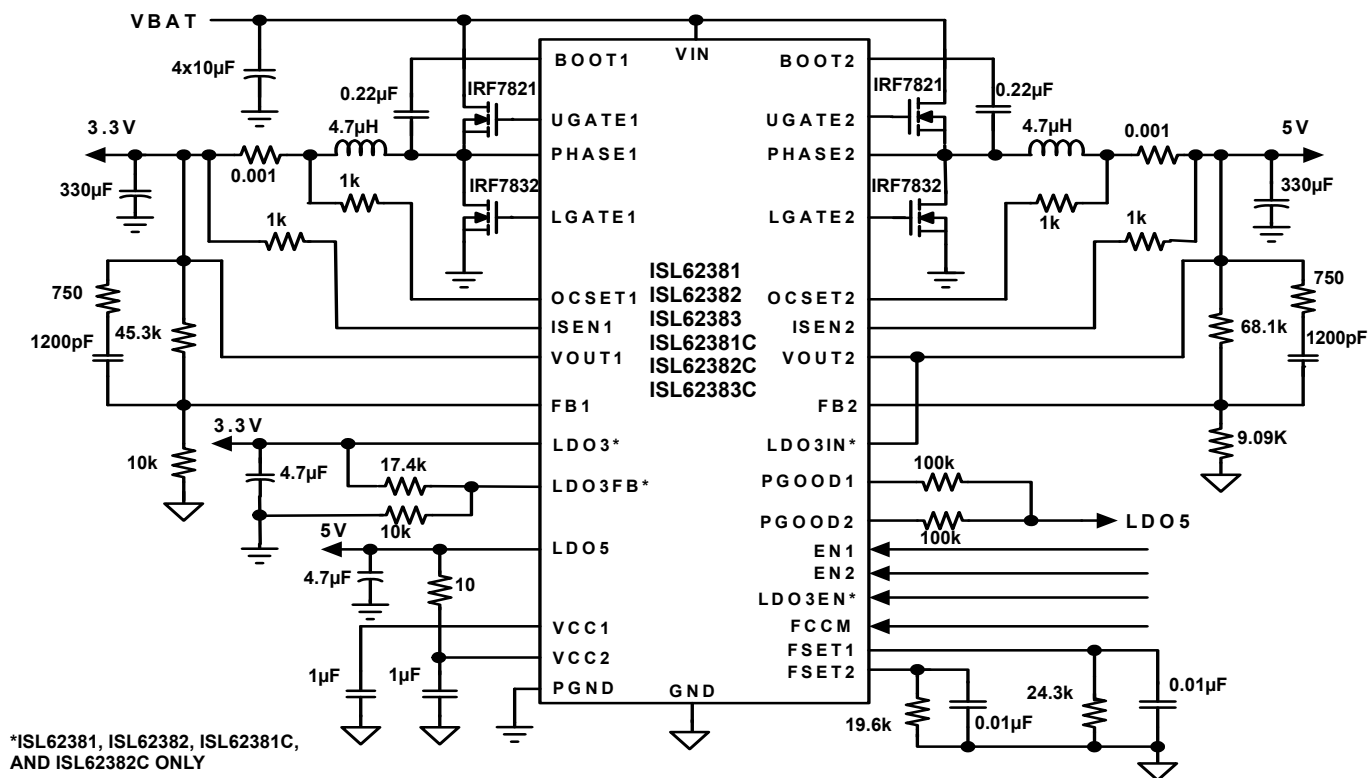 VBAT
4x10µF
0.22µF
IRF7821
4.7µH
3.3V
0.001
330µF
1k
1k
IRF7832
750
1200pF
45.3k
10k
3.3V
4.7µF
17.4k
10k
5V
4.7µF
10
1µF
1µF
VIN
BOOT1
UGATE1
PHASE1
LGATE1
OCSET1
ISEN1
VOUT1
FB1
LDO3*
LDO3FB*
LDO5
VCC1
VCC2
PGND
GND
ISL62381
ISL62382
ISL62383
ISL62381C
ISL62382C
ISL62383C
BOOT2
UGATE2
PHASE2
LGATE2
OCSET2
ISEN2
VOUT2
FB2
LDO3IN*
PGOOD1
PGOOD2
EN1
EN2
LDO3EN*
FCCM
FSET1
FSET2
IRF7821
0.22µF
4.7µH
0.001
5V
IRF7832
330µF
1k
1k
750
68.1k
1200pF
9.09K
100k
100k
LDO5
19.6k
0.01µF
24.3k
0.01µF
*ISL62381, ISL62382, ISL62381C,
AND ISL62382C ONLY